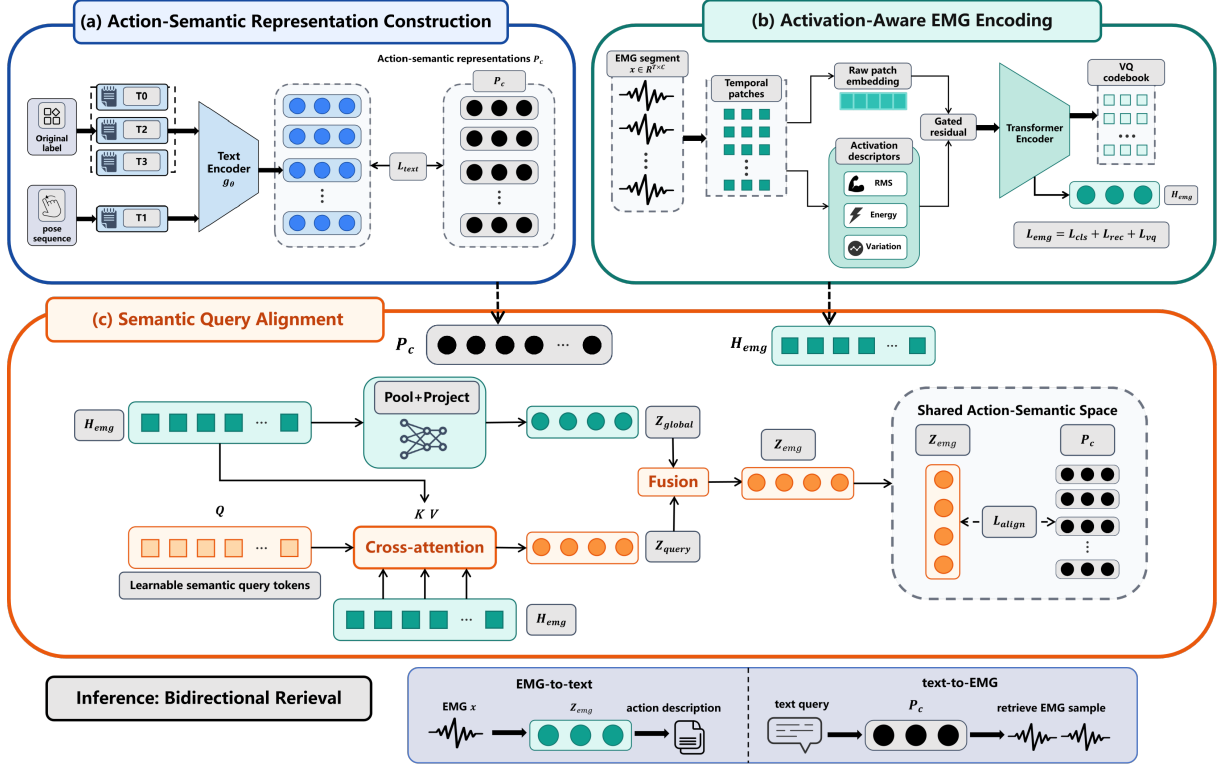 (a) Action-Semantic Representation Construction
Action-semantic representations P_c
P_c
T0
T2
T3
T1
Original
label
pose
sequence
Text
Encoder
g_θ
L_text
(b) Activation-Aware EMG Encoding
EMG segment
x ∈ R^{T×C}
Temporal
patches
Raw patch
embedding
Activation
descriptors
RMS
Energy
Variation
Gated
residual
Transformer
Encoder
VQ
codebook
H_emg
L_emg = L_cls + L_rec + L_vq
(c) Semantic Query Alignment
P_c
H_emg
H_emg
Pool+Project
Z_global
Q
K V
Cross-attention
Learnable semantic query tokens
H_emg
Z_query
Fusion
Z_emg
Shared Action-Semantic Space
Z_emg
P_c
L_align
Inference: Bidirectional Rerieval
EMG-to-text
EMG x
Z_emg
action description
text-to-EMG
text query
P_c
retrieve EMG sample